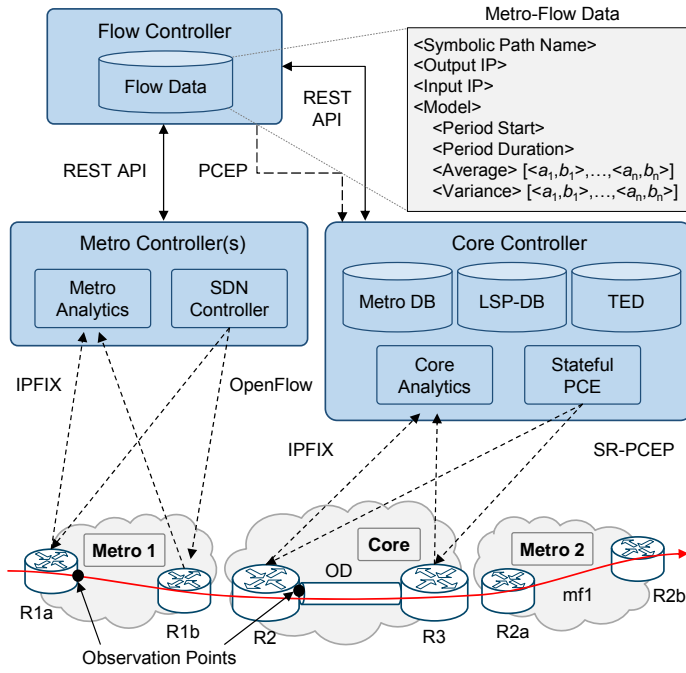 Flow Controller
Flow Data
Metro-Flow Data
<Symbolic Path Name>
<Output IP>
<Input IP>
<Model>
<Period Start>
<Period Duration>
<Average> [<a1,b1>,…,<an,bn>]
<Variance> [<a1,b1>,…,<an,bn>]
REST
API
REST API
PCEP
Metro Controller(s)
Metro
Analytics
SDN
Controller
Core Controller
Metro DB
LSP-DB
TED
Core
Analytics
Stateful
PCE
IPFIX
OpenFlow
IPFIX
SR-PCEP
Metro 1
Core
Metro 2
OD
mf1
R1a
R1b
R2
R3
R2a
R2b
Observation Points